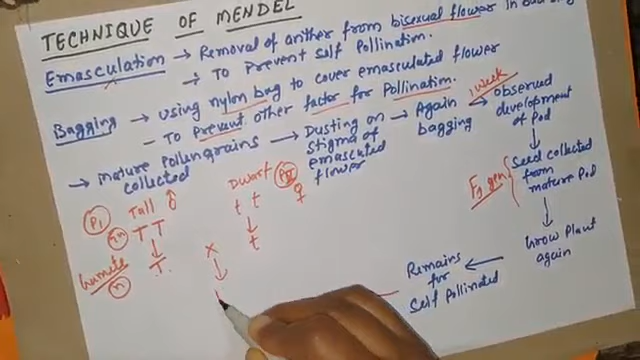 TECHNIQUE OF MENDEL
Emasculation → Removal of anther from bisexual flower in
→ To Prevent self Pollination.
Bagging → using nylon bag to cover emasculated flower
- To Prevent other factor for Pollination.
→ Mature Pollengrains collected → Dusting on stigma of emasculated flower → Again bagging
1 week
observed
development
of Pod
Seed collected
from
mature Pod
F1 gen
Grow Plant
again
Remains
for
self Pollinated
P1 Tall ♂
2n T T
gamete T.
n
Dwarf ♀
t t
t
×